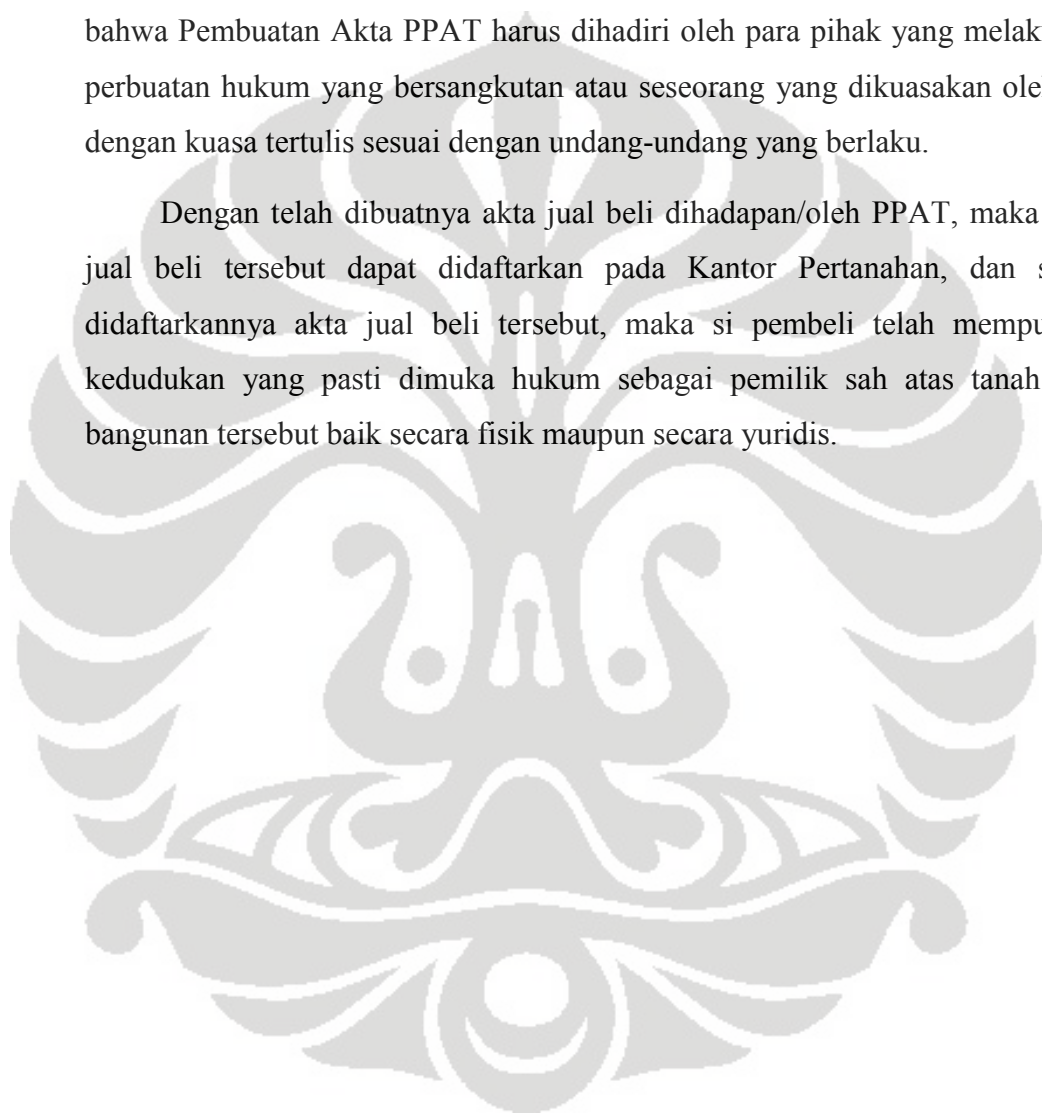 bahwa Pembuatan Akta PPAT harus dihadiri oleh para pihak yang melaku
perbuatan hukum yang bersangkutan atau seseorang yang dikuasakan ole
dengan kuasa tertulis sesuai dengan undang-undang yang berlaku.
Dengan telah dibuatnya akta jual beli dihadapan/oleh PPAT, maka
jual beli tersebut dapat didaftarkan pada Kantor Pertanahan, dan s
didaftarkannya akta jual beli tersebut, maka si pembeli telah mempu
kedudukan yang pasti dimuka hukum sebagai pemilik sah atas tanah
bangunan tersebut baik secara fisik maupun secara yuridis.